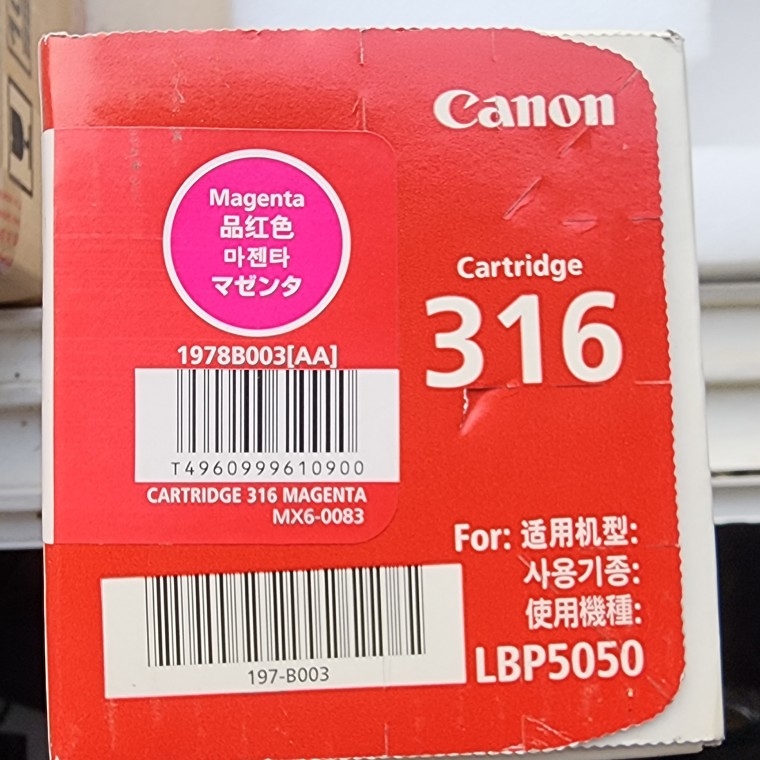 Canon
Magenta
品红色
마젠타
マゼンタ
Cartridge
316
1978B003[AA]
T4960999610900
CARTRIDGE 316 MAGENTA
MX6-0083
For: 适用机型:
사용기종:
使用機種:
LBP5050
197-B003